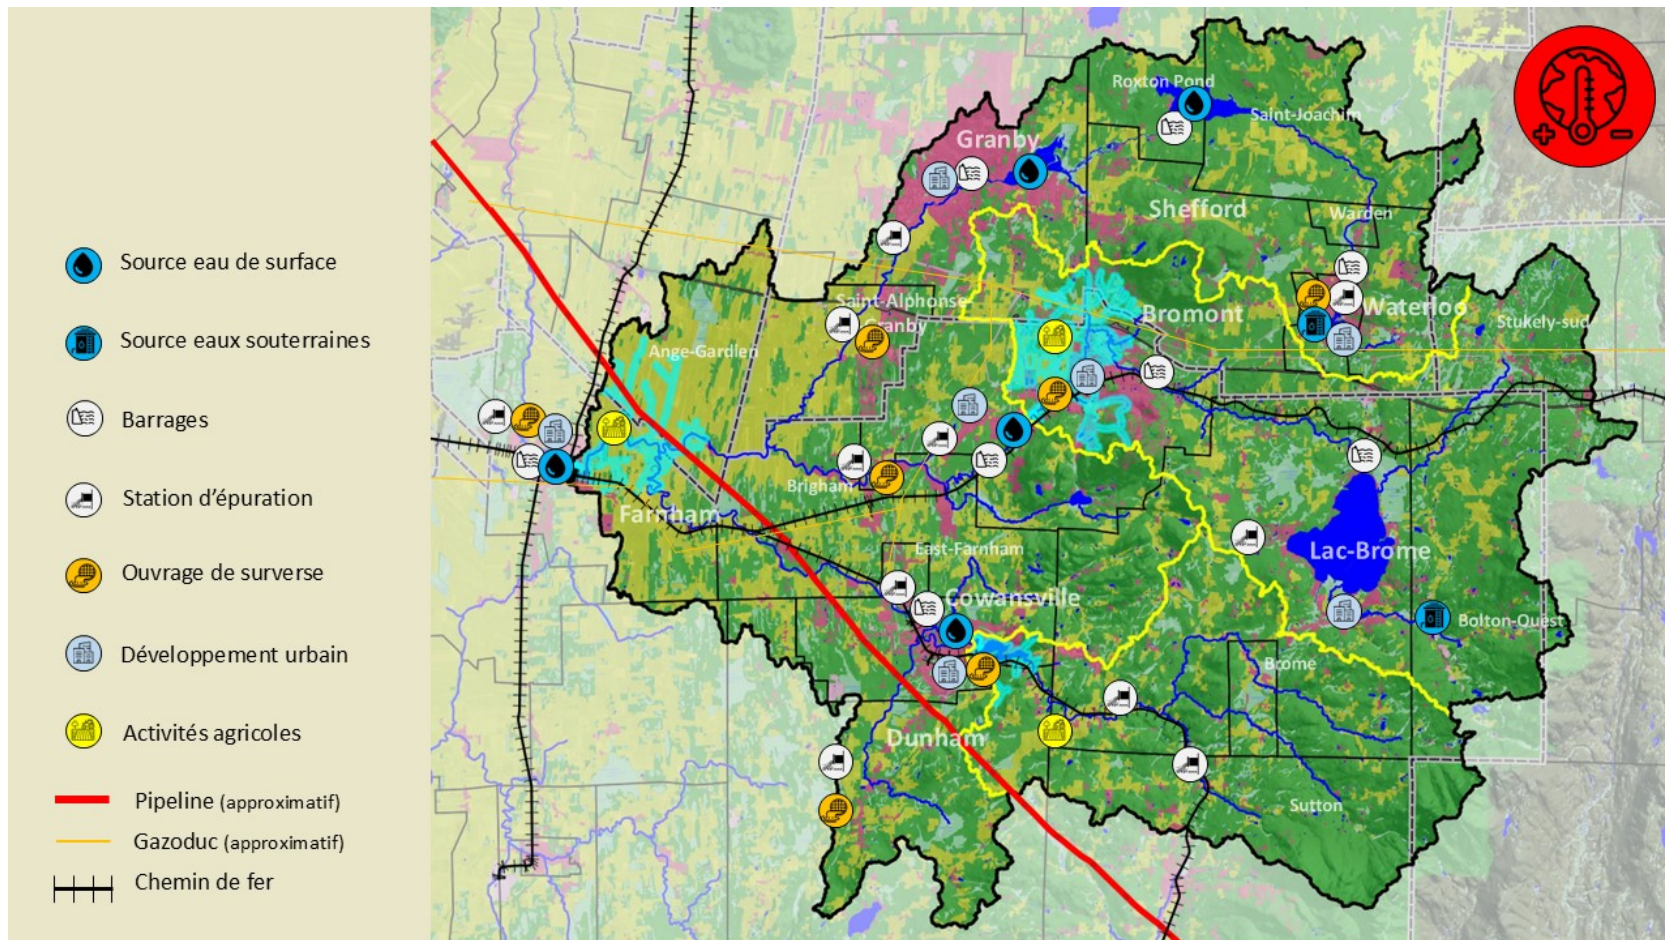 Source eau de surface
Source eaux souterraines
Barrages
Station d'épuration
Ouvrage de surverse
Développement urbain
Activités agricoles
Pipeline (approximatif)
Gazoduc (approximatif)
Chemin de fer
Roxton Pond
Saint-Joachim
Granby
Shefford
Warden
Saint-Alphonse-
Granby
Bromont
Waterloo
Stukely-sud
Ange-Gardien
Brigham
Farnham
East-Farnham
Lac-Brome
Cowansville
Bolton-Ouest
Brome
Dunham
Sutton